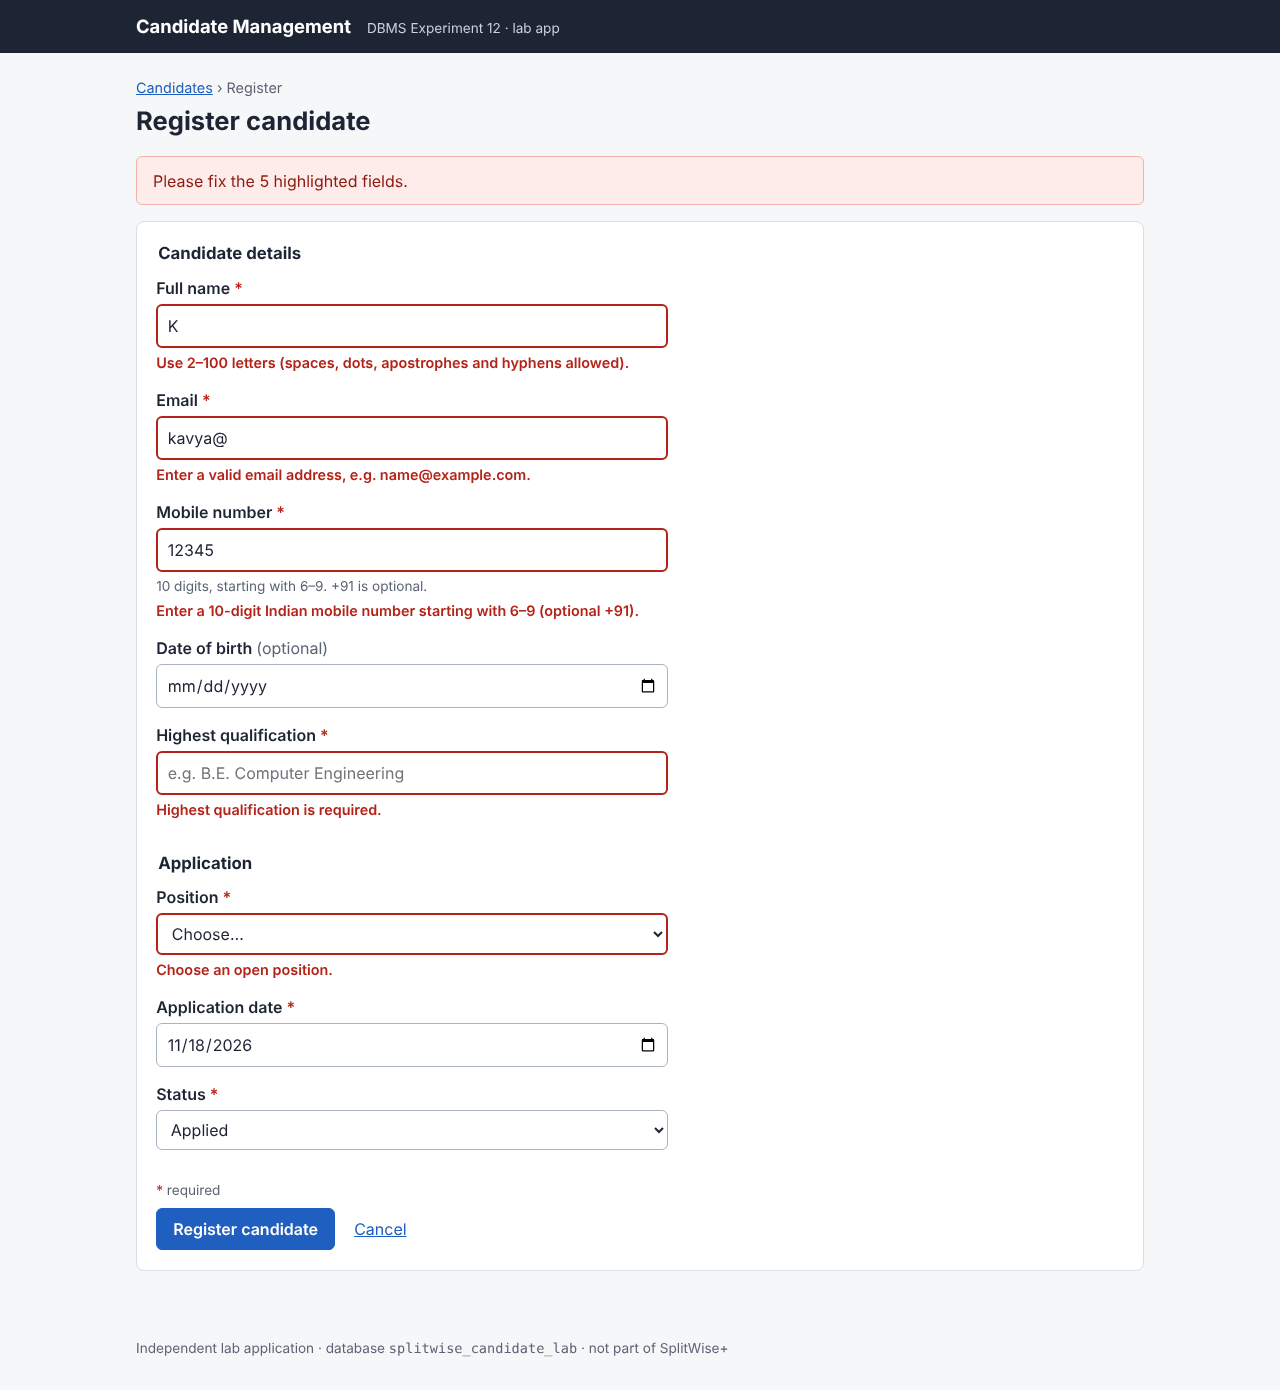 Candidate Management DBMS Experiment 12 · lab app
Candidates › Register
Register candidate
Please fix the 5 highlighted fields.
Candidate details
Full name *
K
Use 2–100 letters (spaces, dots, apostrophes and hyphens allowed).
Email *
kavya@
Enter a valid email address, e.g. name@example.com.
Mobile number *
12345
10 digits, starting with 6–9. +91 is optional.
Enter a 10-digit Indian mobile number starting with 6–9 (optional +91).
Date of birth (optional)
mm/dd/yyyy
Highest qualification *
e.g. B.E. Computer Engineering
Highest qualification is required.
Application
Position *
Choose...
Choose an open position.
Application date *
11/18/2026
Status *
Applied
* required
Register candidate Cancel
Independent lab application · database splitwise_candidate_lab · not part of SplitWise+